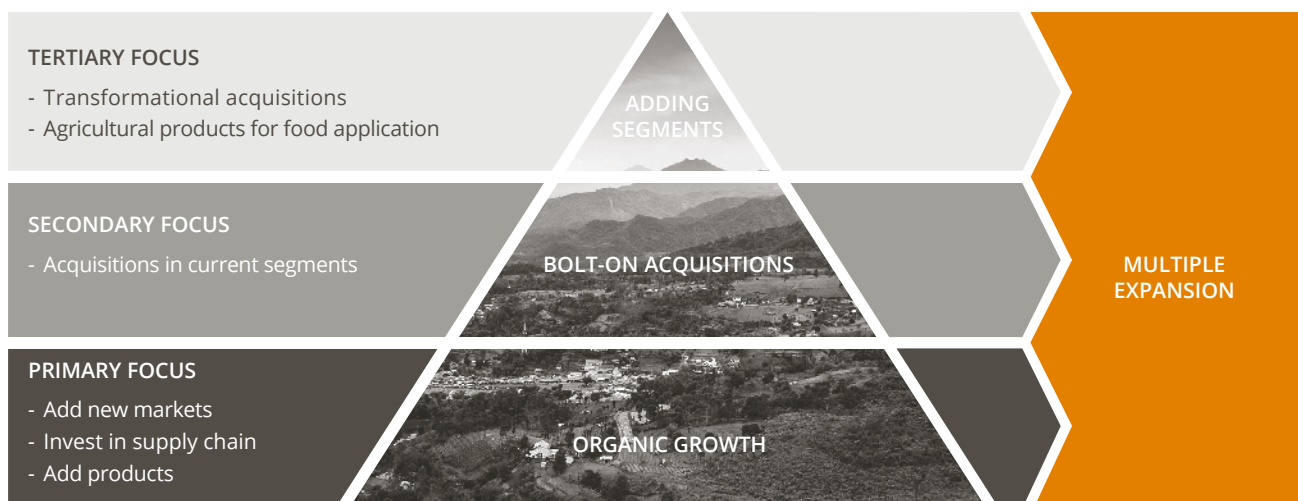 TERTIARY FOCUS
- Transformational acquisitions
- Agricultural products for food application
ADDING
SEGMENTS
SECONDARY FOCUS
- Acquisitions in current segments
BOLT-ON ACQUISITIONS
MULTIPLE
EXPANSION
PRIMARY FOCUS
- Add new markets
- Invest in supply chain
- Add products
ORGANIC GROWTH